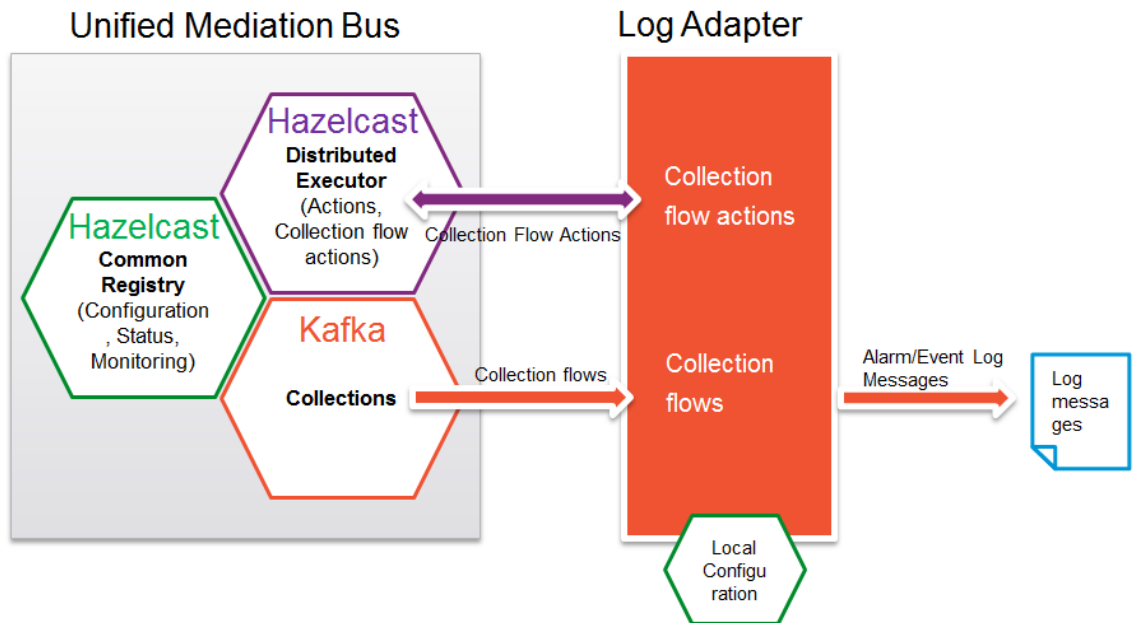 Unified Mediation Bus
Log Adapter
Hazelcast
Distributed
Executor
(Actions,
Collection flow
actions)
Hazelcast
Common
Registry
(Configuration
, Status,
Monitoring)
Kafka
Collections
Collection Flow Actions
Collection flows
Collection
flow actions
Collection
flows
Alarm/Event Log
Messages
Log
messa
ges
Local
Configu
ration